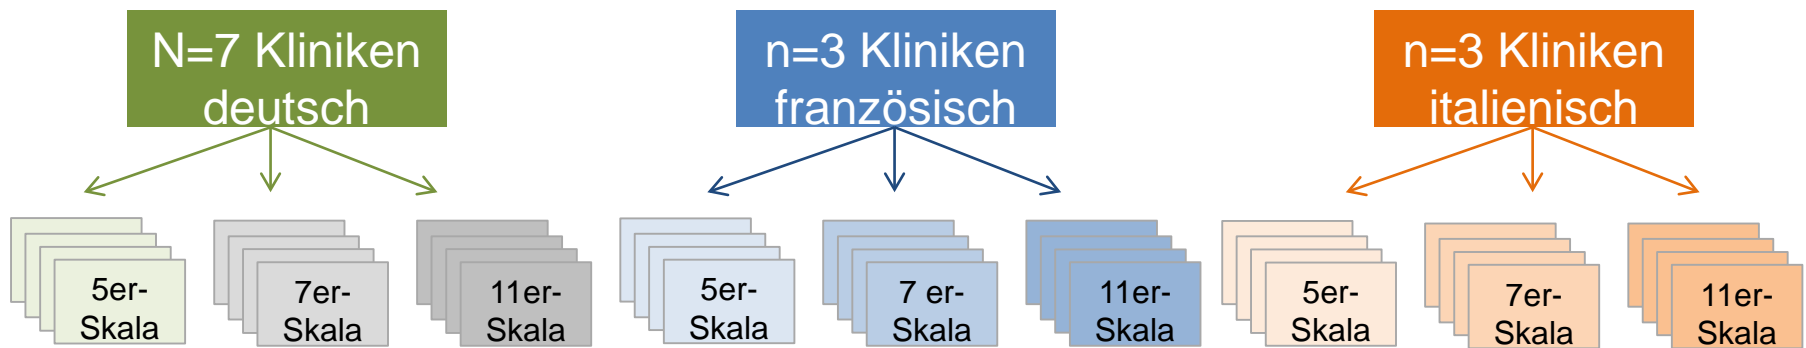 N=7 Kliniken
deutsch
n=3 Kliniken
französisch
n=3 Kliniken
italienisch
5er-
Skala
7er-
Skala
11er-
Skala
5er-
Skala
7 er-
Skala
11er-
Skala
5er-
Skala
7er-
Skala
11er-
Skala